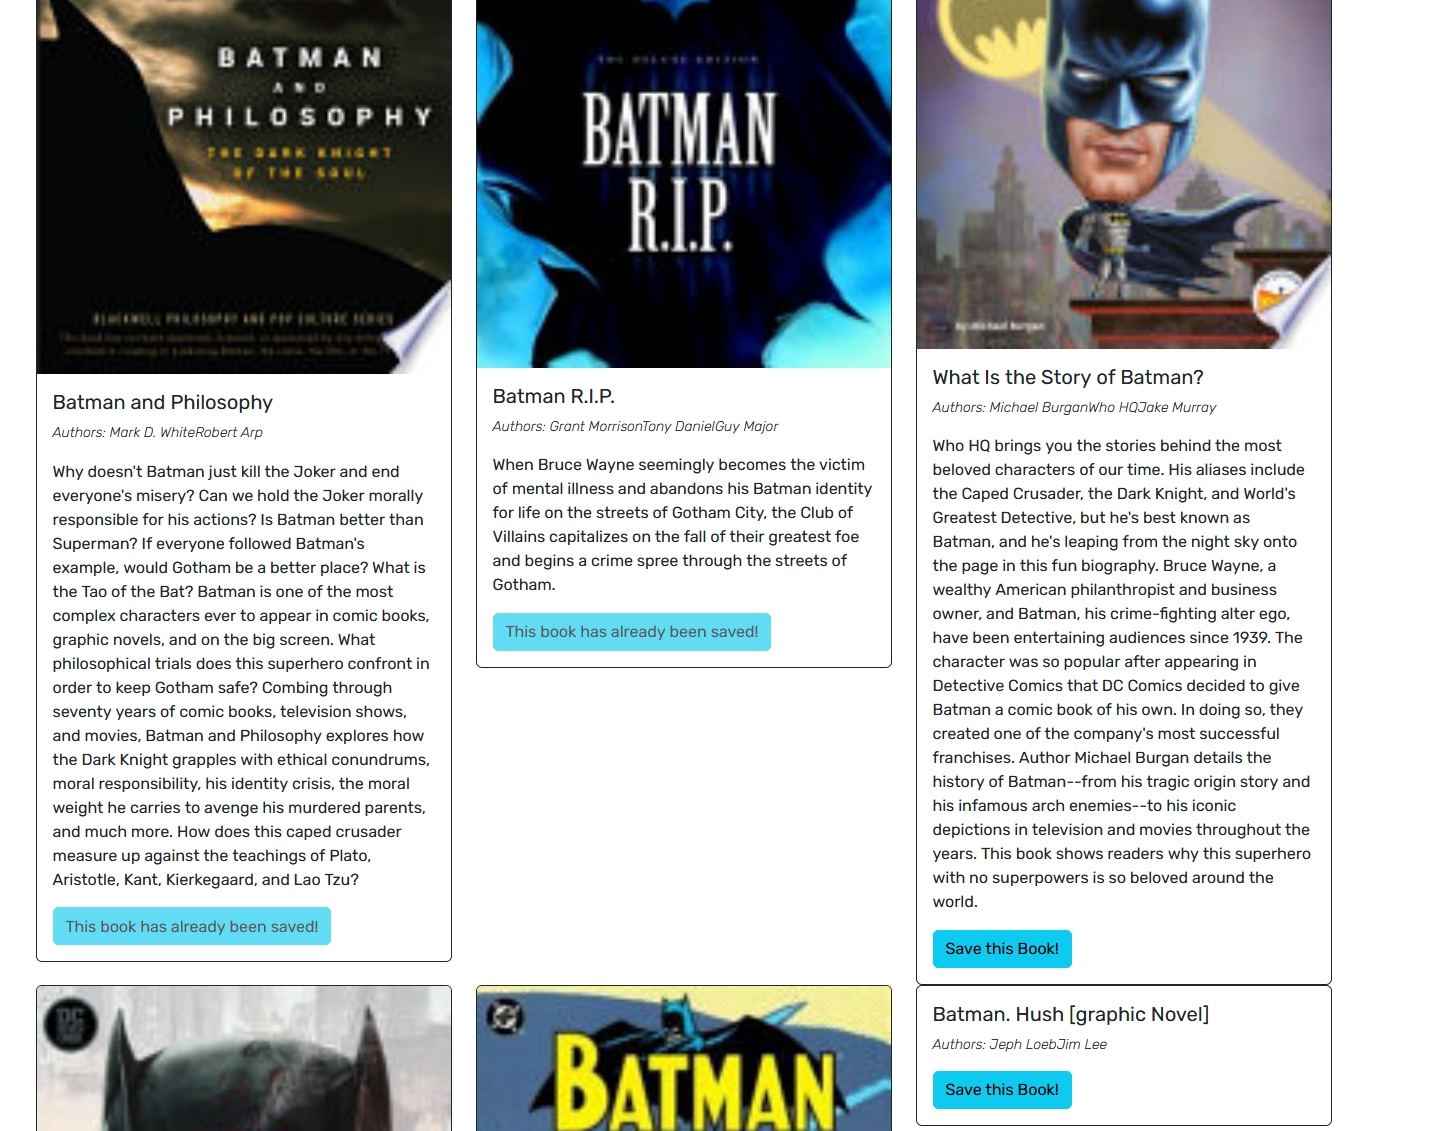 BATMAN
AND
PHILOSOPHY
THE DARK KNIGHT
OF THE SOUL
BLACKWELL PHILOSOPHY AND POP CULTURE SERIES
Batman and Philosophy
Authors: Mark D. WhiteRobert Arp
Why doesn't Batman just kill the Joker and end
everyone's misery? Can we hold the Joker morally
responsible for his actions? Is Batman better than
Superman? If everyone followed Batman's
example, would Gotham be a better place? What is
the Tao of the Bat? Batman is one of the most
complex characters ever to appear in comic books,
graphic novels, and on the big screen. What
philosophical trials does this superhero confront in
order to keep Gotham safe? Combing through
seventy years of comic books, television shows,
and movies, Batman and Philosophy explores how
the Dark Knight grapples with ethical conundrums,
moral responsibility, his identity crisis, the moral
weight he carries to avenge his murdered parents,
and much more. How does this caped crusader
measure up against the teachings of Plato,
Aristotle, Kant, Kierkegaard, and Lao Tzu?
This book has already been saved!
THE DELUXE EDITION
BATMAN
R.I.P.
Batman R.I.P.
Authors: Grant MorrisonTony DanielGuy Major
When Bruce Wayne seemingly becomes the victim
of mental illness and abandons his Batman identity
for life on the streets of Gotham City, the Club of
Villains capitalizes on the fall of their greatest foe
and begins a crime spree through the streets of
Gotham.
This book has already been saved!
by Michael Burgan
What Is the Story of Batman?
Authors: Michael BurganWho HQJake Murray
Who HQ brings you the stories behind the most
beloved characters of our time. His aliases include
the Caped Crusader, the Dark Knight, and World's
Greatest Detective, but he's best known as
Batman, and he's leaping from the night sky onto
the page in this fun biography. Bruce Wayne, a
wealthy American philanthropist and business
owner, and Batman, his crime-fighting alter ego,
have been entertaining audiences since 1939. The
character was so popular after appearing in
Detective Comics that DC Comics decided to give
Batman a comic book of his own. In doing so, they
created one of the company's most successful
franchises. Author Michael Burgan details the
history of Batman--from his tragic origin story and
his infamous arch enemies--to his iconic
depictions in television and movies throughout the
years. This book shows readers why this superhero
with no superpowers is so beloved around the
world.
Save this Book!
DC
BATMAN
Batman. Hush [graphic Novel]
Authors: Jeph LoebJim Lee
Save this Book!